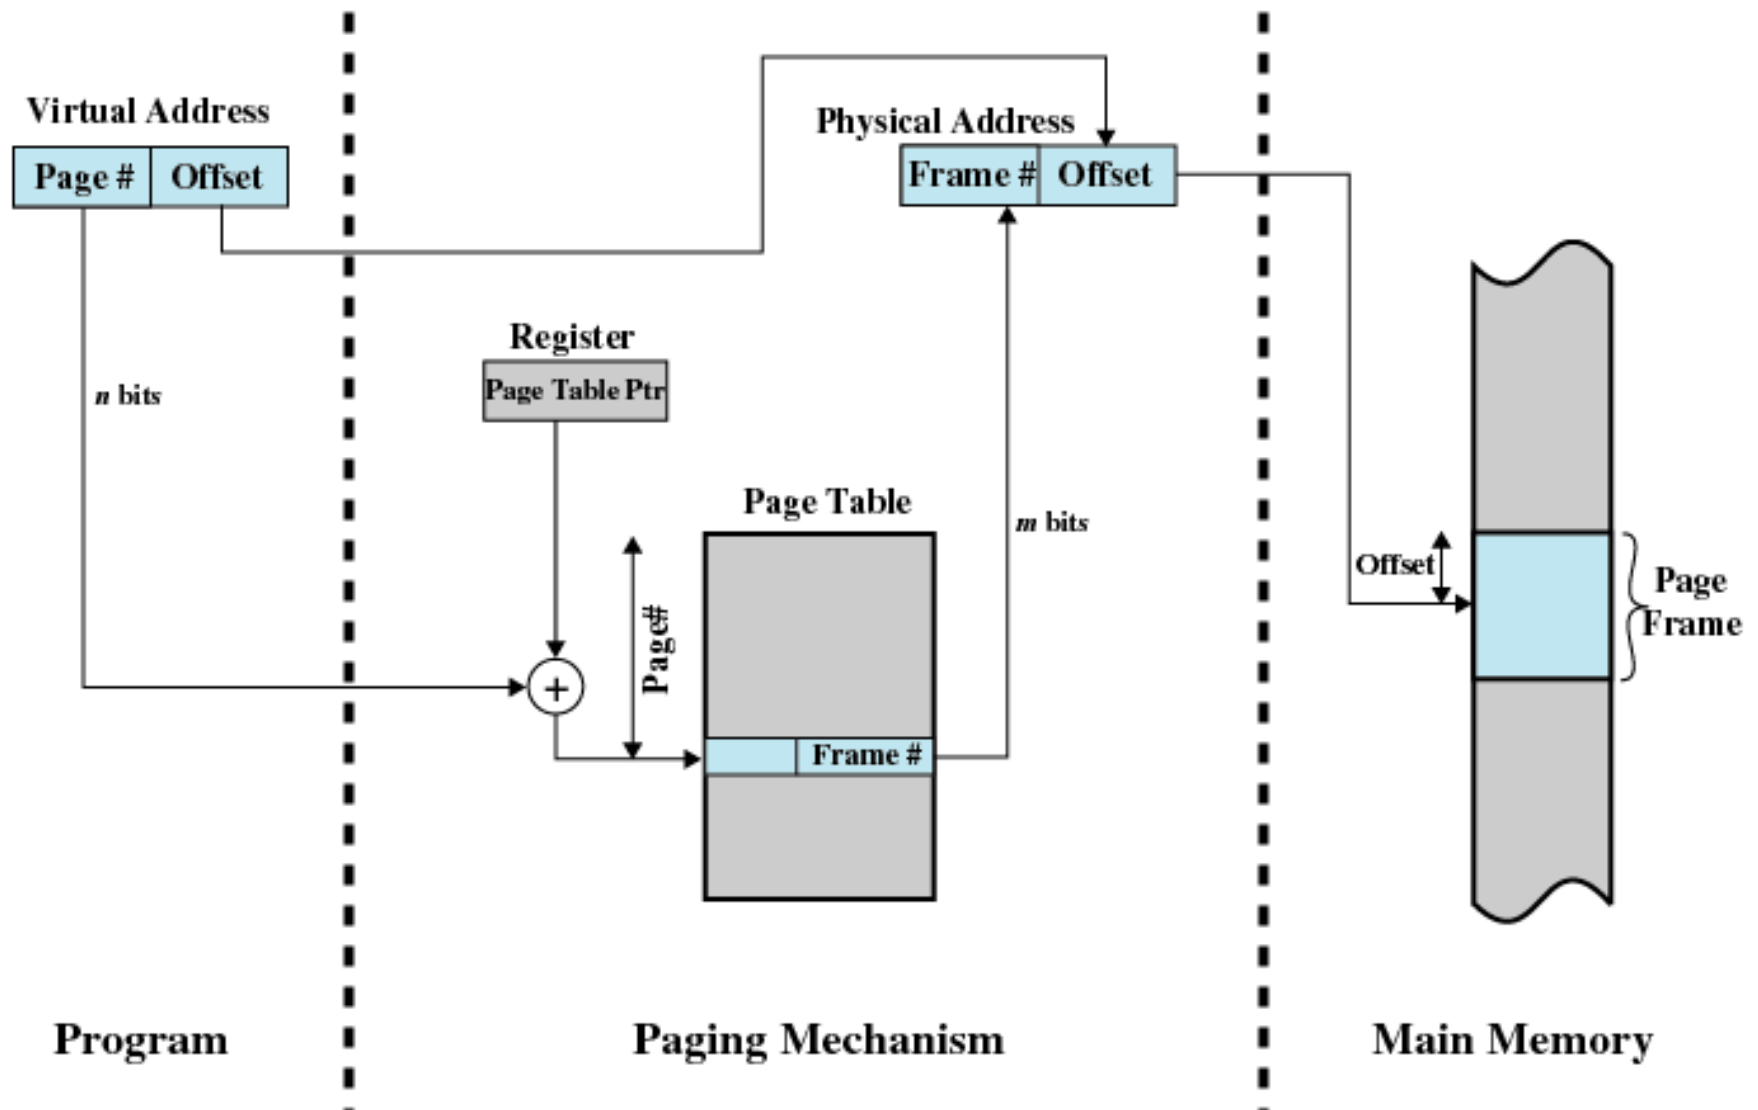 Virtual Address
Page #
Offset
n bits
Physical Address
Frame #
Offset
Register
Page Table Ptr
+
Page Table
Page#
Frame #
m bits
Offset
Page
Frame
Program
Paging Mechanism
Main Memory